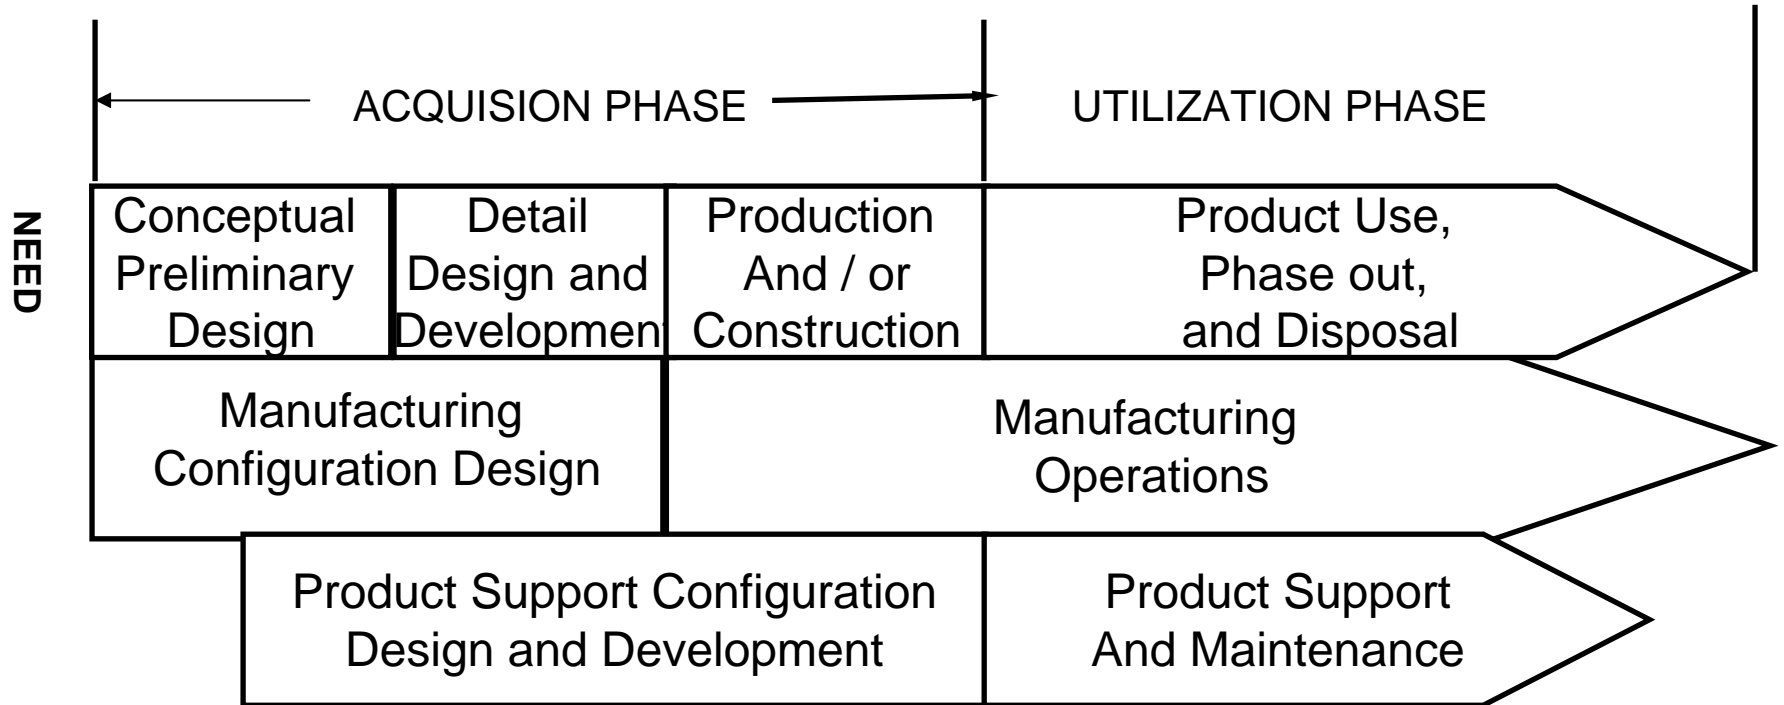 ACQUISION PHASE
UTILIZATION PHASE
NEED
Conceptual
Preliminary
Design
Detail
Design and
Development
Production
And / or
Construction
Product Use,
Phase out,
and Disposal
Manufacturing
Configuration Design
Manufacturing
Operations
Product Support Configuration
Design and Development
Product Support
And Maintenance